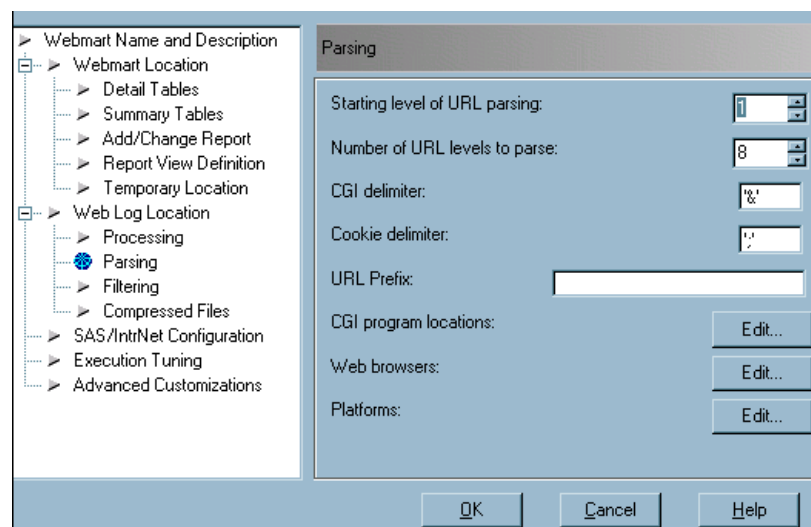 Webmart Name and Description
Webmart Location
Detail Tables
Summary Tables
Add/Change Report
Report View Definition
Temporary Location
Web Log Location
Processing
Parsing
Filtering
Compressed Files
SAS/IntrNet Configuration
Execution Tuning
Advanced Customizations
Parsing
Starting level of URL parsing: 1
Number of URL levels to parse: 8
CGI delimiter: '&'
Cookie delimiter: ';'
URL Prefix:
CGI program locations: Edit...
Web browsers: Edit...
Platforms: Edit...
OK Cancel Help